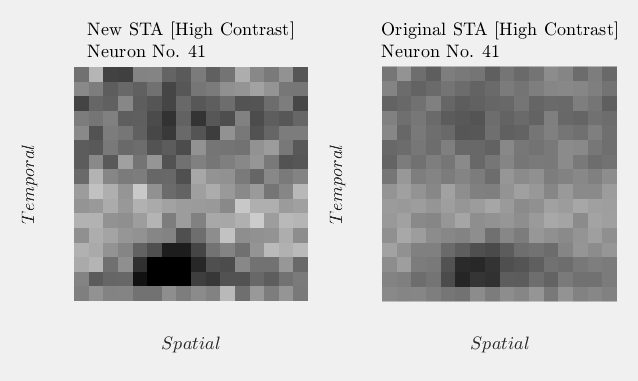 New STA [High Contrast]
Neuron No. 41
Original STA [High Contrast]
Neuron No. 41
Temporal
Temporal
Spatial
Spatial